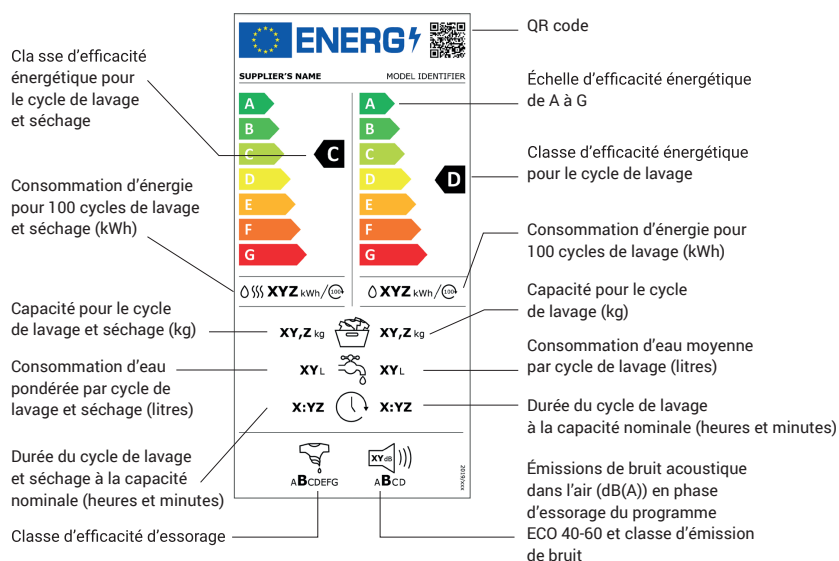 Cla sse d’efficacité
énergétique pour
le cycle de lavage
et séchage
Consommation d’énergie
pour 100 cycles de lavage
et séchage (kWh)
Capacité pour le cycle
de lavage et séchage (kg)
Consommation d’eau
pondérée par cycle de
lavage et séchage (litres)
Durée du cycle de lavage
et séchage à la capacité
nominale (heures et minutes)
Classe d’efficacité d’essorage
ENERG
SUPPLIER’S NAME MODEL IDENTIFIER
A A
B B
C C C
D D D
E E
F F
G G
XYZ kWh/100 XYZ kWh/100
XY,Z kg XY,Z kg
XY L XY L
X:YZ X:YZ
XY dB
ABCDEFG ABCD
2019/xxx
QR code
Échelle d’efficacité énergétique
de A à G
Classe d’efficacité énergétique
pour le cycle de lavage
Consommation d’énergie pour
100 cycles de lavage (kWh)
Capacité pour le cycle
de lavage (kg)
Consommation d’eau moyenne
par cycle de lavage (litres)
Durée du cycle de lavage
à la capacité nominale (heures et minutes)
Émissions de bruit acoustique
dans l’air (dB(A)) en phase
d’essorage du programme
ECO 40-60 et classe d’émission
de bruit